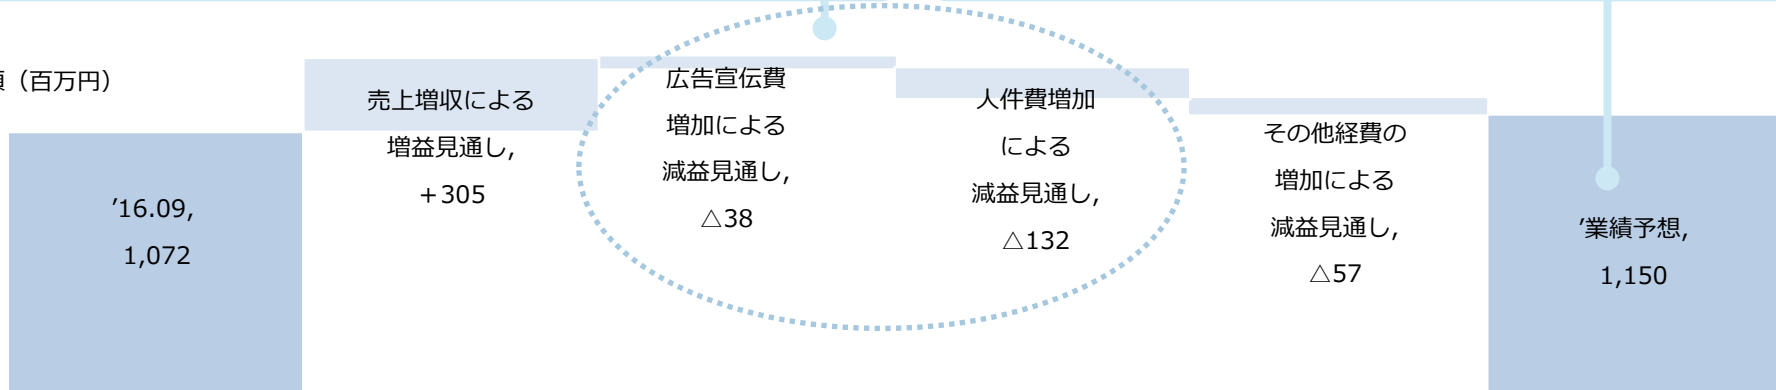 （百万円）
'16.09,
1,072
売上増収による
増益見通し,
＋305
広告宣伝費
増加による
減益見通し,
△38
人件費増加
による
減益見通し,
△132
その他経費の
増加による
減益見通し,
△57
'業績予想,
1,150